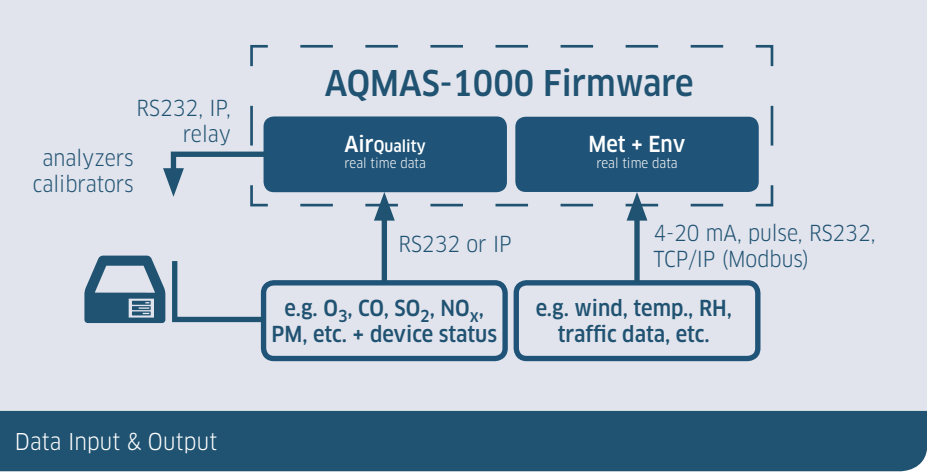 AQMAS-1000 Firmware
RS232, IP,
relay
analyzers
calibrators
AirQuality
real time data
Met + Env
real time data
RS232 or IP
4-20 mA, pulse, RS232,
TCP/IP (Modbus)
e.g. O₃, CO, SO₂, NOₓ,
PM, etc. + device status
e.g. wind, temp., RH,
traffic data, etc.
Data Input & Output